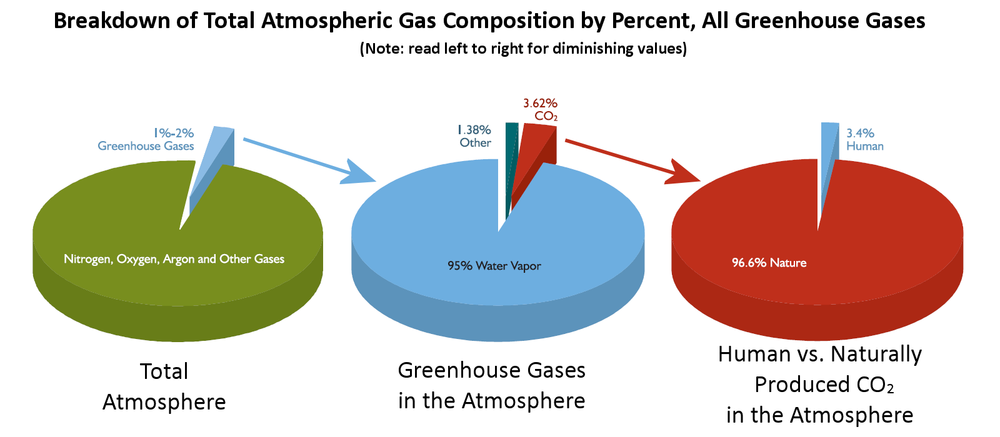 Breakdown of Total Atmospheric Gas Composition by Percent, All Greenhouse Gases
(Note: read left to right for diminishing values)
1%-2%
Greenhouse Gases
Nitrogen, Oxygen, Argon and Other Gases
Total
Atmosphere
1.38%
Other
3.62%
CO₂
95% Water Vapor
Greenhouse Gases
in the Atmosphere
3.4%
Human
96.6% Nature
Human vs. Naturally
Produced CO₂
in the Atmosphere